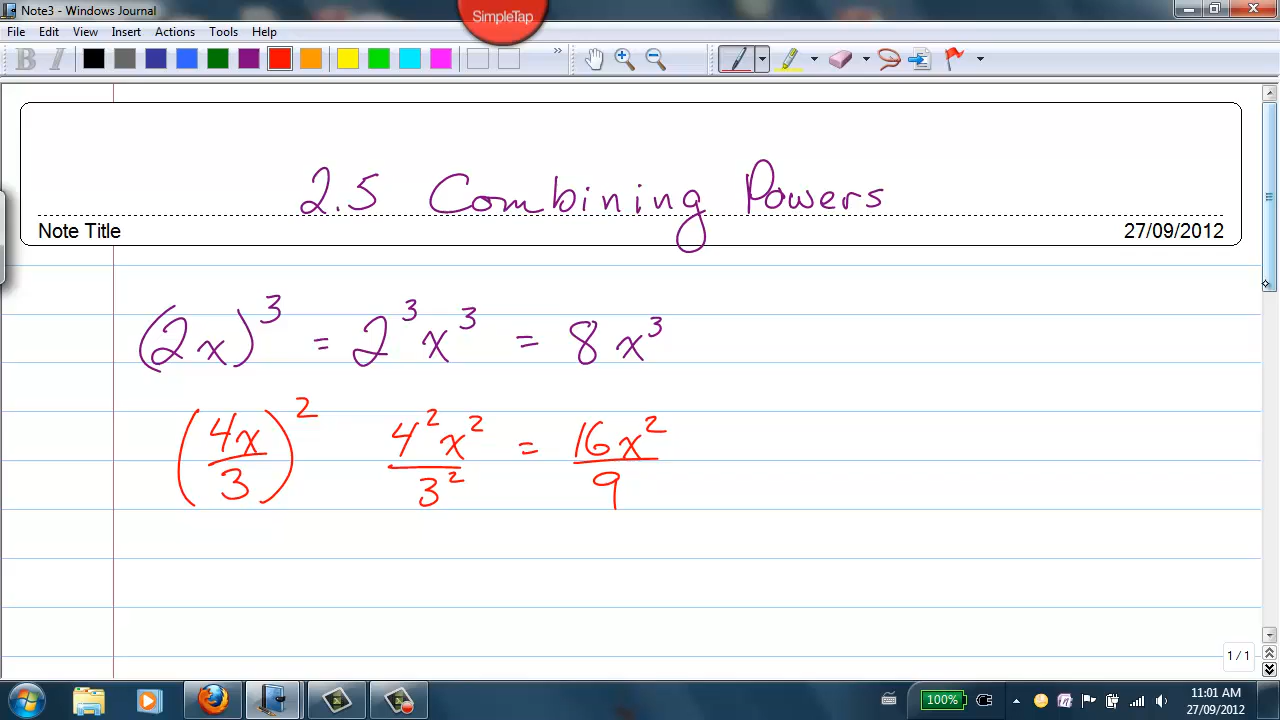 Note3 - Windows Journal
SimpleTap
File Edit View Insert Actions Tools Help
B I
2.5 Combining Powers
Note Title 27/09/2012
(2x)³ = 2³x³ = 8x³
(4x/3)² 4²x²/3² = 16x²/9
1 / 1
100% 11:01 AM
27/09/2012